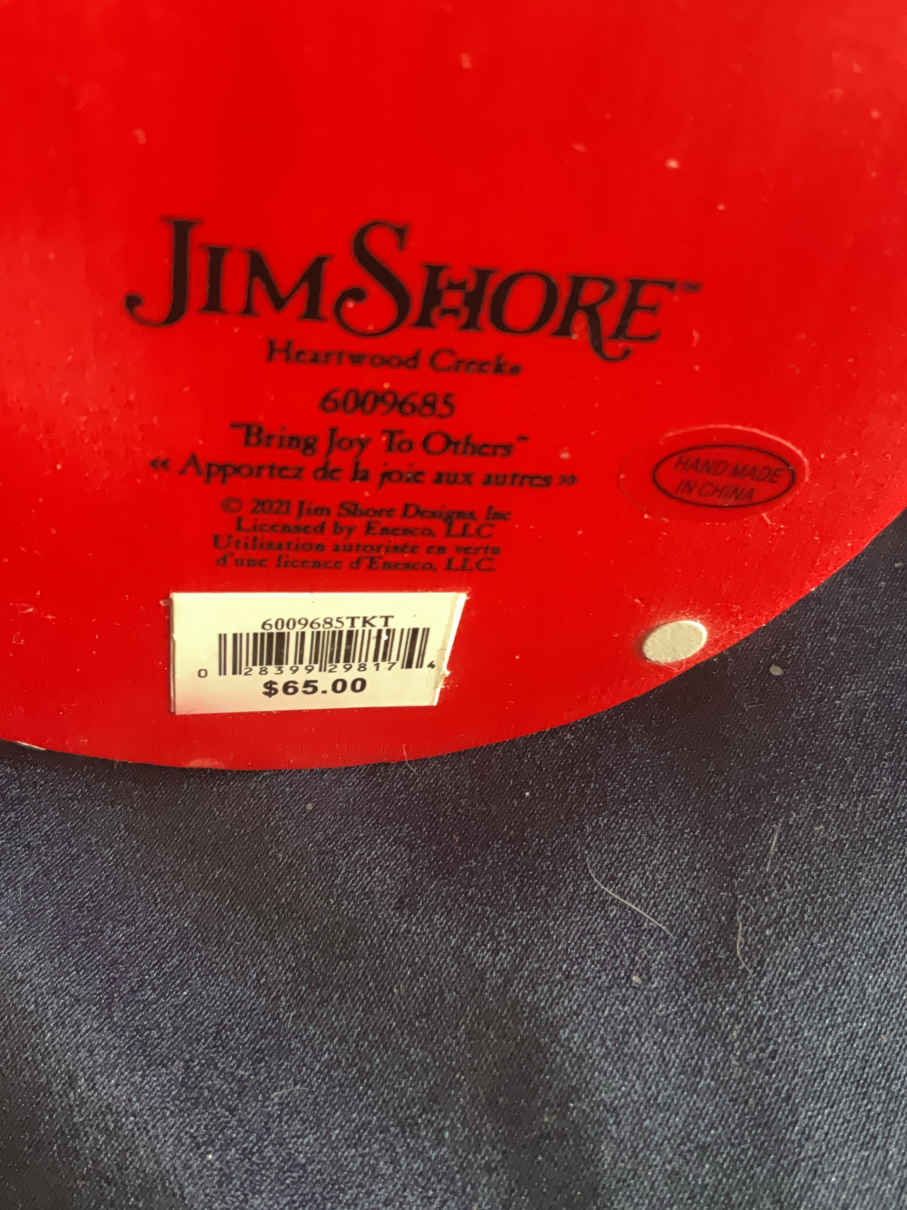 JIM SHORE™
Heartwood Creek®
6009685
"Bring Joy To Others"
« Apportez de la joie aux autres »
© 2021 Jim Shore Designs, Inc
Licensed by Enesco, LLC
Utilisation autorisée en vertu
d'une licence d'Enesco, LLC.
HAND MADE
IN CHINA
6009685TKT
0 28399 29817 4
$65.00